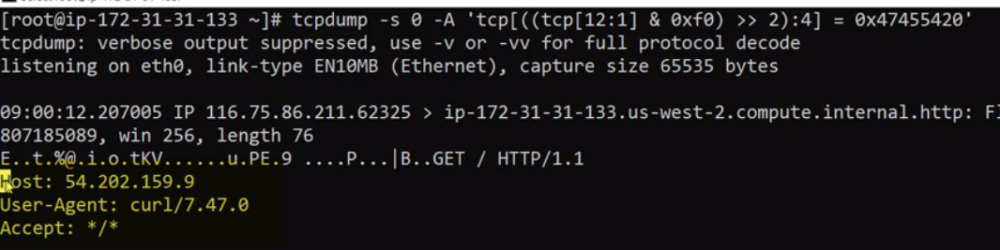 [root@ip-172-31-31-133 ~]# tcpdump -s 0 -A 'tcp[((tcp[12:1] & 0xf0) >> 2):4] = 0x47455420'
tcpdump: verbose output suppressed, use -v or -vv for full protocol decode
listening on eth0, link-type EN10MB (Ethernet), capture size 65535 bytes
09:00:12.207005 IP 116.75.86.211.62325 > ip-172-31-31-133.us-west-2.compute.internal.http: Fl
807185089, win 256, length 76
E..t.%@.i.o.tKV......u.PE.9 ....P...|B..GET / HTTP/1.1
Host: 54.202.159.9
User-Agent: curl/7.47.0
Accept: */*